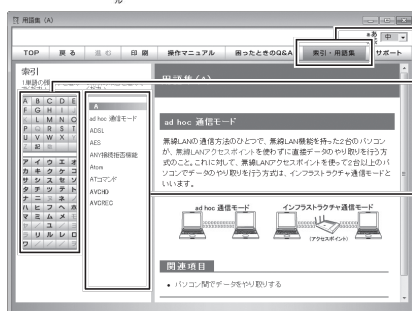 ル
用語集 (A)
あ 中
TOP 戻る 進む 印刷 操作マニュアル 困ったときのQ&A 索引・用語集 サポート
索引
A B C D E
F G H I J
K L M N O
P Q R S T
U V W X Y
Z 記 数
ア イ ウ エ オ
カ キ ク ケ コ
サ シ ス セ ソ
タ チ ツ テ ト
ナ ニ ヌ ネ ノ
ハ ヒ フ ヘ ホ
マ ミ ム メ モ
ヤ ユ ヨ
ラ リ ル レ ロ
ワ
A
ad hoc 通信モード
ADSL
AES
ANY接続拒否機能
Atom
ATコマンド
AVCHD
AVCREC
用語集 (A)
ad hoc 通信モード
無線LANの通信方法のひとつで、無線LAN機能を持った2台のパソコン
が、無線LANアクセスポイントを使わずに直接データのやり取りを行う方
式のこと。これに対して、無線LANアクセスポイントを使って2台以上のパ
ソコンでデータのやり取りを行う方式は、インフラストラクチャ通信モードと
いいます。
ad hoc 通信モード インフラストラクチャ通信モード
(アクセスポイント)
関連項目
• パソコン間でデータをやり取りする